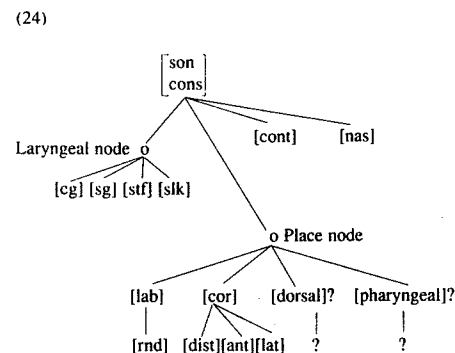 (24)
son
cons
[cont] [nas]
Laryngeal node o
[cg] [sg] [stf] [slk]
o Place node
[lab] [cor] [dorsal]? [pharyngeal]?
[rnd] [dist][ant][lat] ? ?